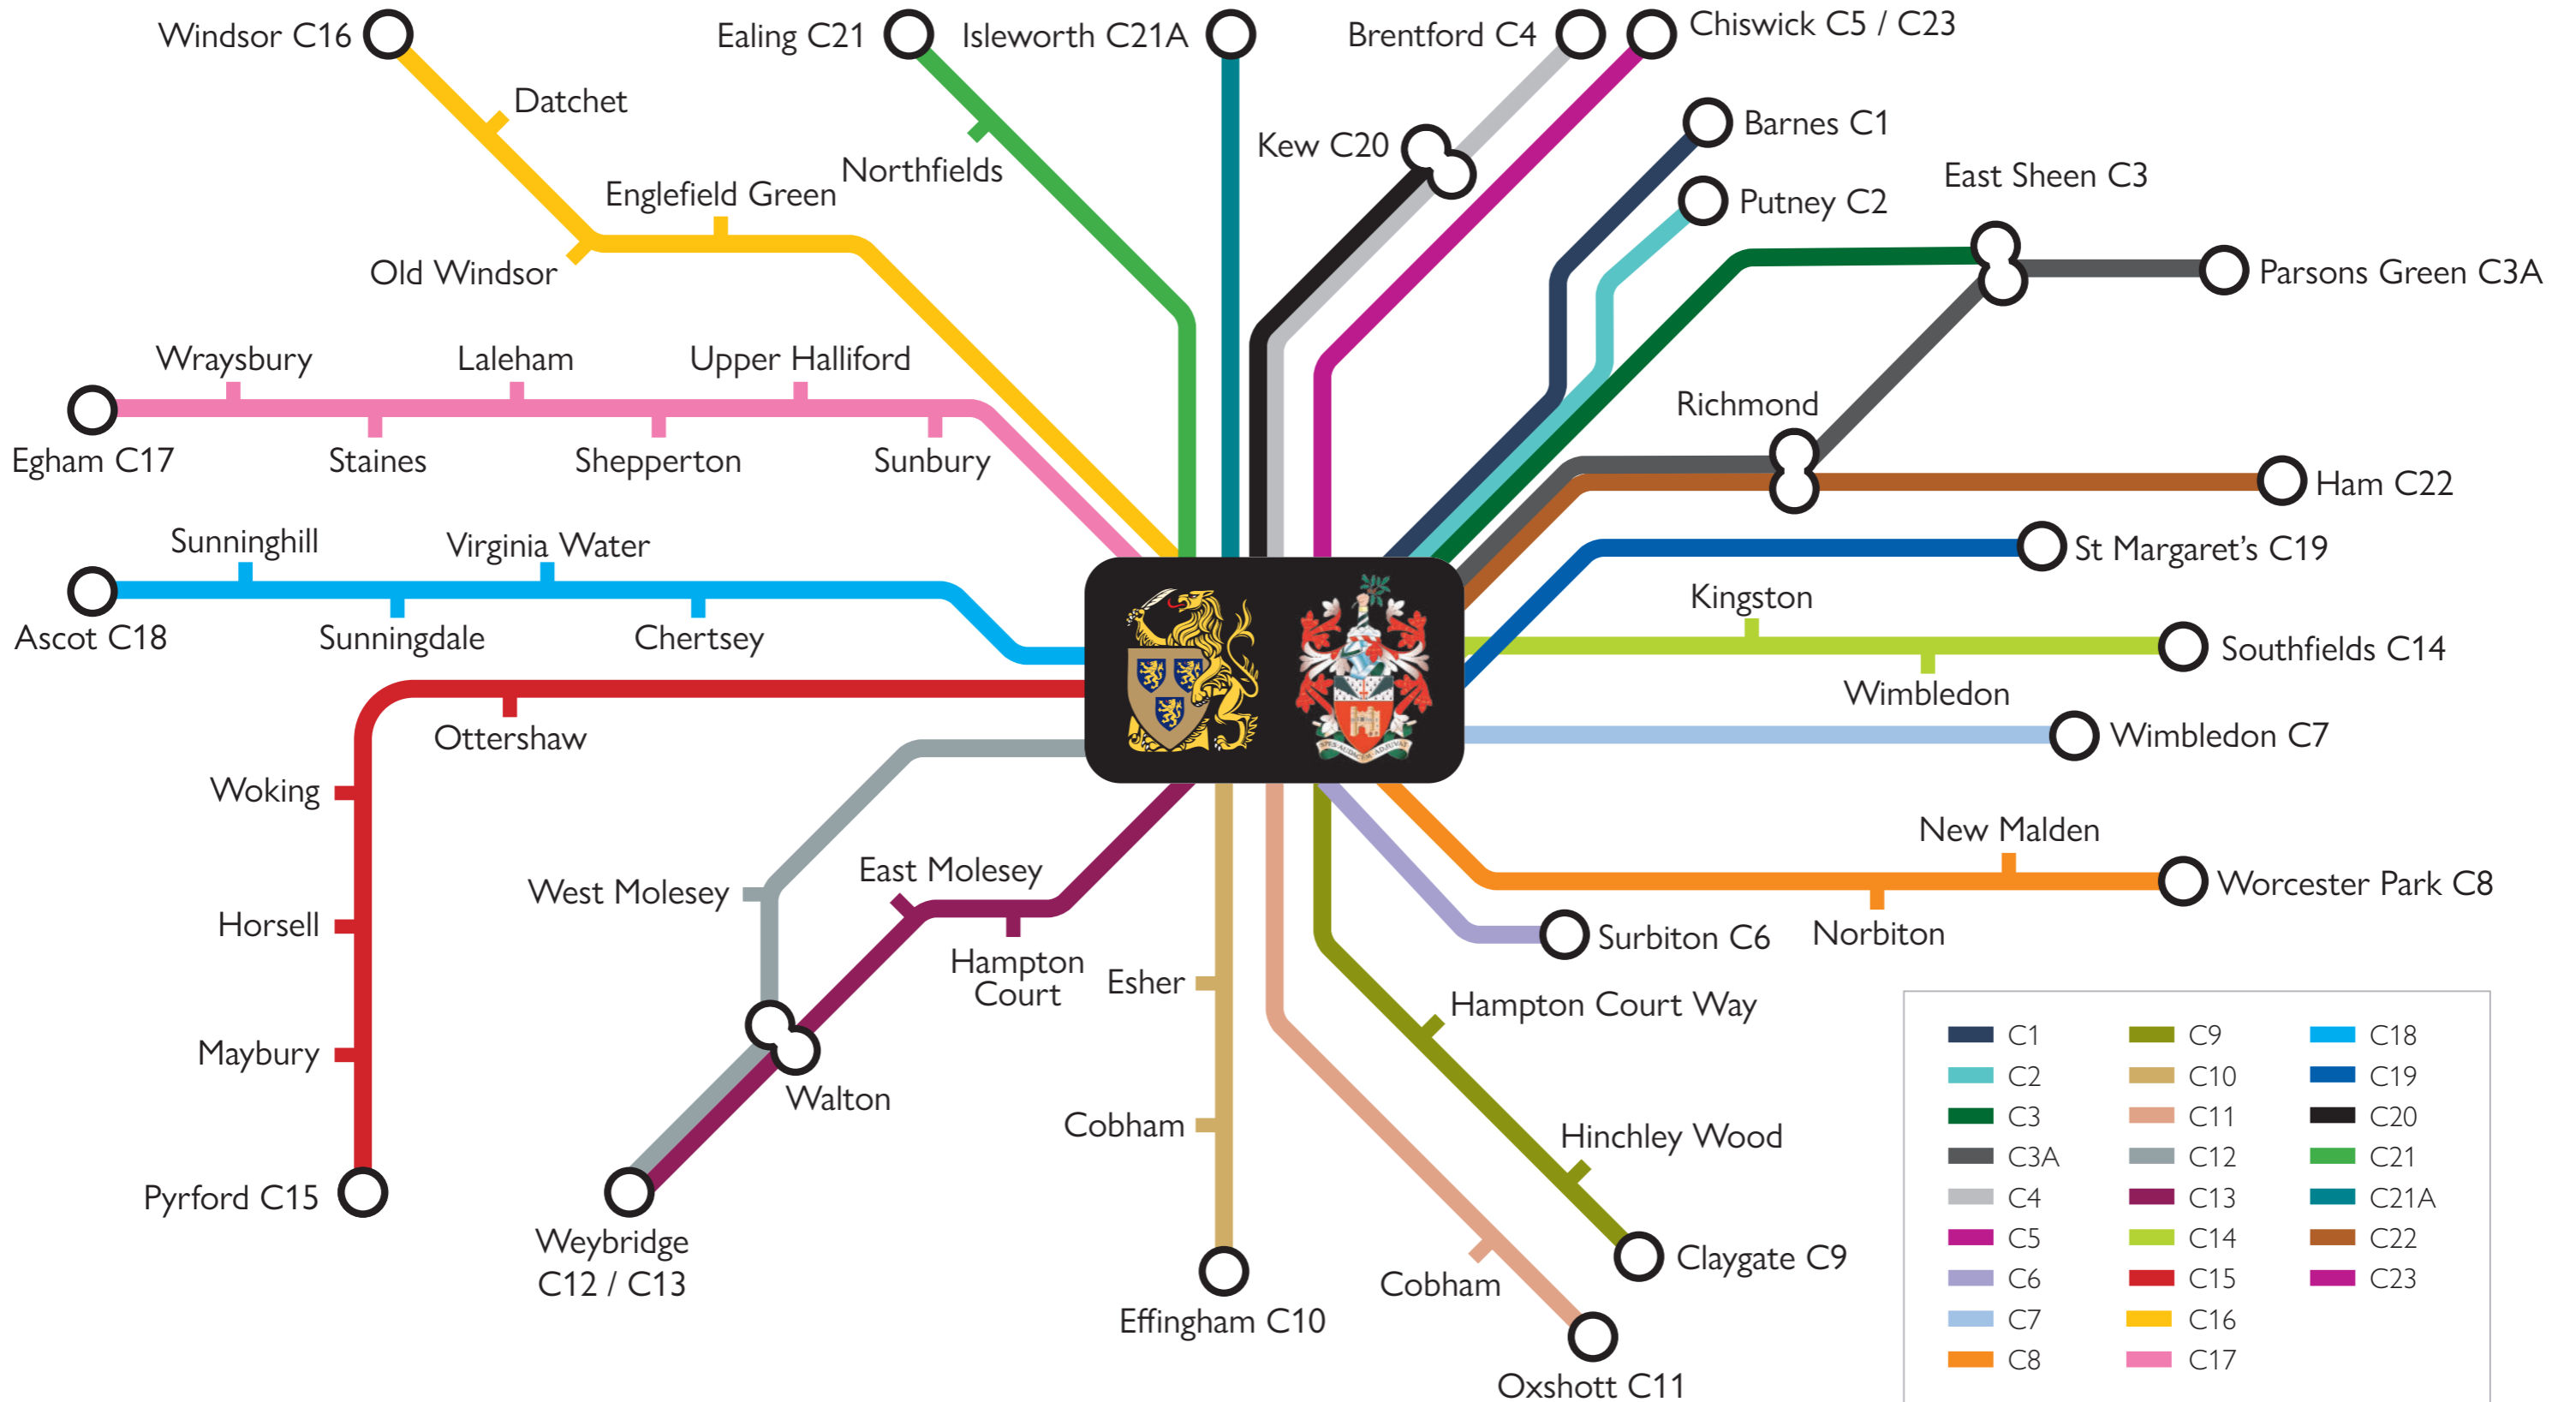 Windsor C16
Ealing C21
Isleworth C21A
Brentford C4
Chiswick C5 / C23
Datchet
Barnes C1
Kew C20
Northfields
East Sheen C3
Englefield Green
Putney C2
Old Windsor
Parsons Green C3A
Wraysbury
Laleham
Upper Halliford
Richmond
Egham C17
Staines
Shepperton
Sunbury
Ham C22
Sunninghill
Virginia Water
St Margaret's C19
Kingston
Ascot C18
Sunningdale
Chertsey
Southfields C14
Wimbledon
Ottershaw
SPES AUDACEM ADJUVAT
Wimbledon C7
Woking
New Malden
East Molesey
West Molesey
Worcester Park C8
Horsell
Surbiton C6
Norbiton
Hampton
Court
Esher
Hampton Court Way
Maybury
Walton
Cobham
Hinchley Wood
Pyrford C15
Weybridge
C12 / C13
Claygate C9
Cobham
Effingham C10
Oxshott C11
C1
C2
C3
C3A
C4
C5
C6
C7
C8
C9
C10
C11
C12
C13
C14
C15
C16
C17
C18
C19
C20
C21
C21A
C22
C23